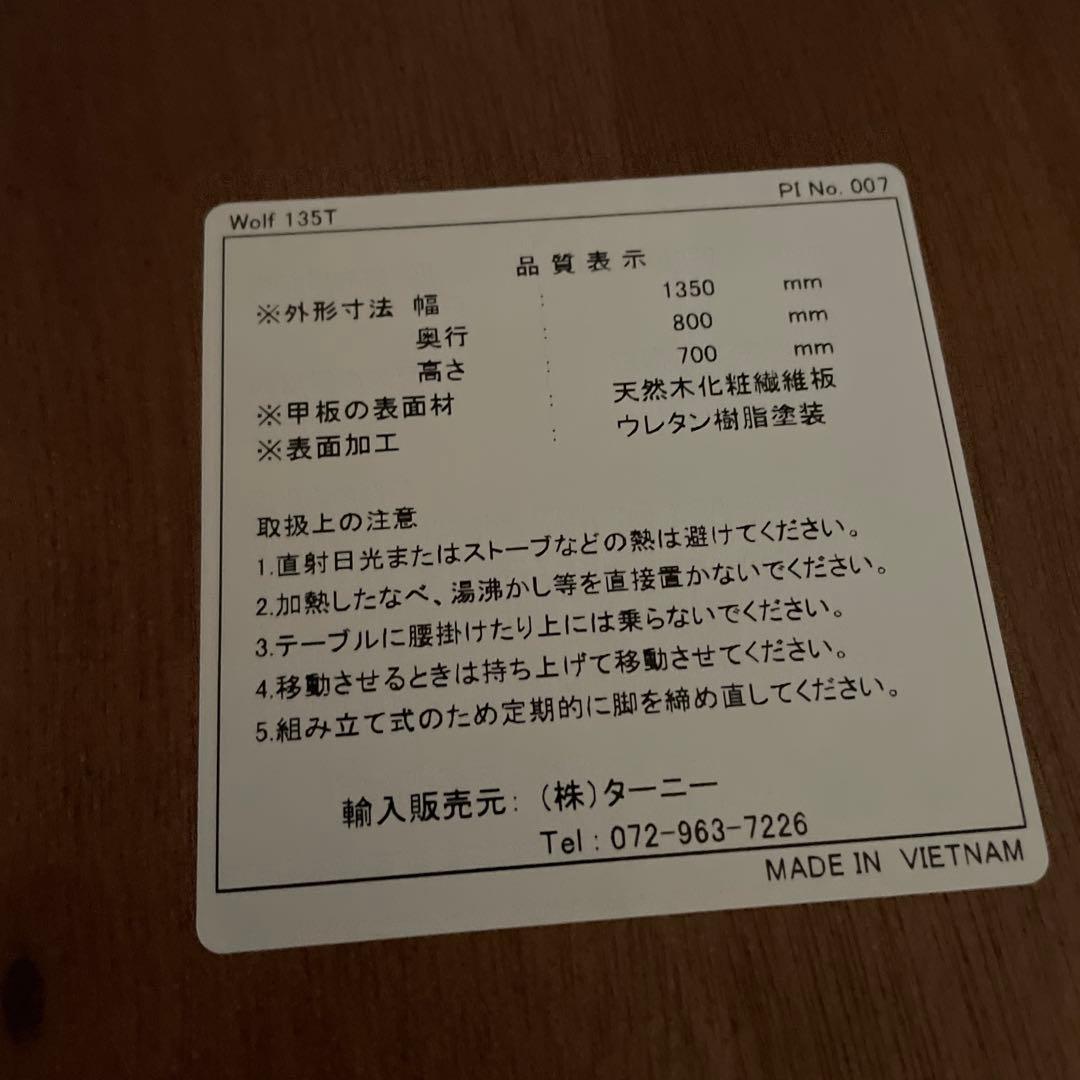 Wolf 135T PI No. 007
品質表示
※外形寸法 幅 : 1350 mm
奥行 : 800 mm
高さ : 700 mm
※甲板の表面材 : 天然木化粧繊維板
※表面加工 : ウレタン樹脂塗装
取扱上の注意
1.直射日光またはストーブなどの熱は避けてください。
2.加熱したなべ、湯沸かし等を直接置かないでください。
3.テーブルに腰掛けたり上には乗らないでください。
4.移動させるときは持ち上げて移動させてください。
5.組み立て式のため定期的に脚を締め直してください。
輸入販売元:(株)ターニー
Tel : 072-963-7226
MADE IN VIETNAM